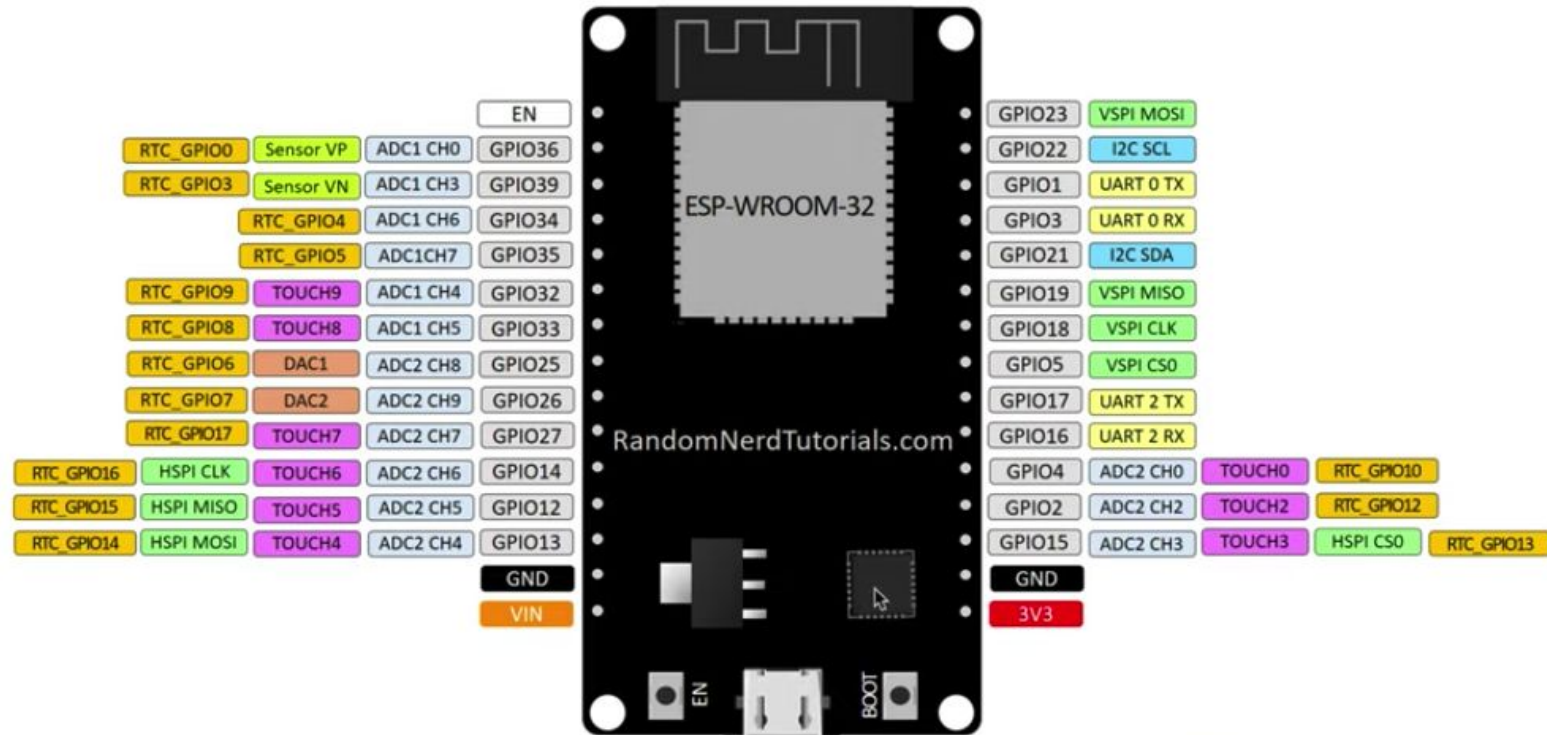 EN GPIO23 VSPI MOSI
RTC_GPIO0 Sensor VP ADC1 CH0 GPIO36 GPIO22 I2C SCL
RTC_GPIO3 Sensor VN ADC1 CH3 GPIO39 GPIO1 UART 0 TX
RTC_GPIO4 ADC1 CH6 GPIO34 ESP-WROOM-32 GPIO3 UART 0 RX
RTC_GPIO5 ADC1CH7 GPIO35 GPIO21 I2C SDA
RTC_GPIO9 TOUCH9 ADC1 CH4 GPIO32 GPIO19 VSPI MISO
RTC_GPIO8 TOUCH8 ADC1 CH5 GPIO33 GPIO18 VSPI CLK
RTC_GPIO6 DAC1 ADC2 CH8 GPIO25 GPIO5 VSPI CS0
RTC_GPIO7 DAC2 ADC2 CH9 GPIO26 GPIO17 UART 2 TX
RTC_GPIO17 TOUCH7 ADC2 CH7 GPIO27 RandomNerdTutorials.com GPIO16 UART 2 RX
RTC_GPIO16 HSPI CLK TOUCH6 ADC2 CH6 GPIO14 GPIO4 ADC2 CH0 TOUCH0 RTC_GPIO10
RTC_GPIO15 HSPI MISO TOUCH5 ADC2 CH5 GPIO12 GPIO2 ADC2 CH2 TOUCH2 RTC_GPIO12
RTC_GPIO14 HSPI MOSI TOUCH4 ADC2 CH4 GPIO13 GPIO15 ADC2 CH3 TOUCH3 HSPI CS0 RTC_GPIO13
GND GND
VIN 3V3
EN BOOT